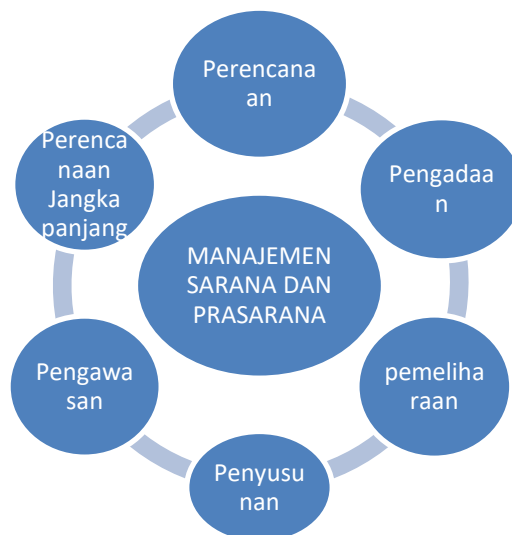 Perencana
an
Pengadaa
n
pemeliha
raan
Penyusu
nan
Pengawa
san
Perenca
naan
Jangka
panjang
MANAJEMEN
SARANA DAN
PRASARANA